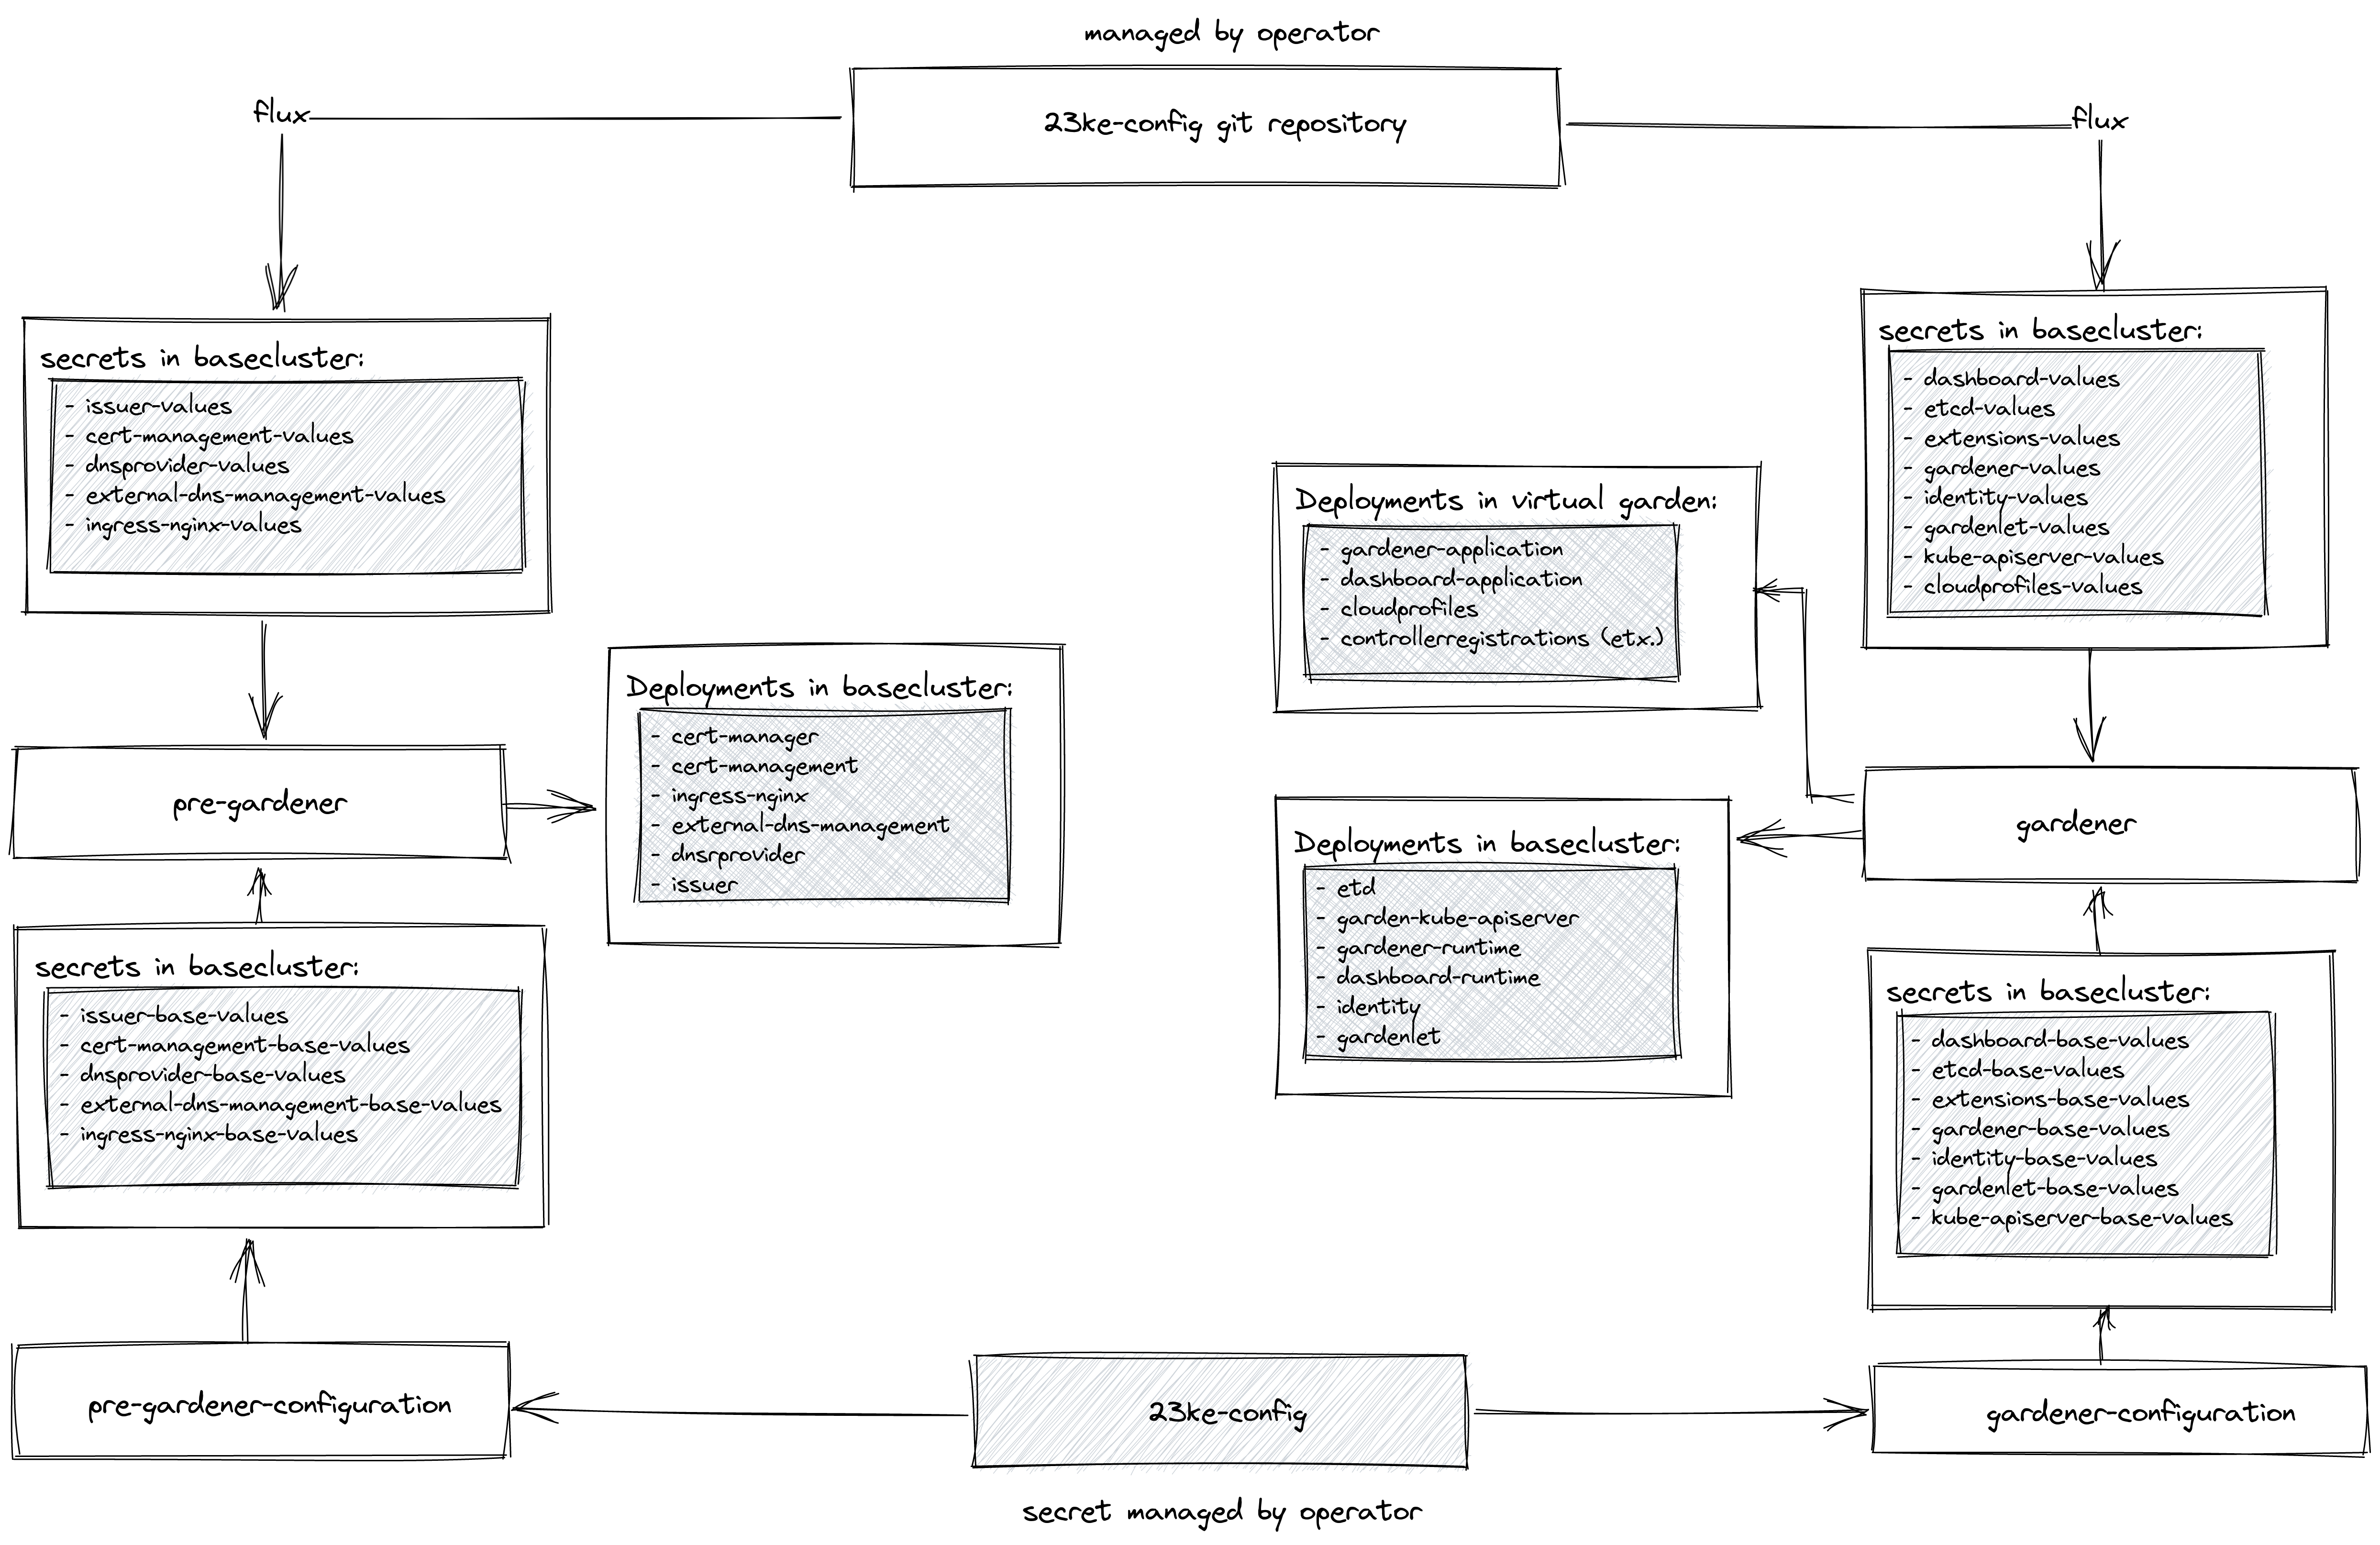 managed by operator
23ke-config git repository
flux
flux
secrets in basecluster:
- issuer-values
- cert-management-values
- dnsprovider-values
- external-dns-management-values
- ingress-nginx-values
secrets in basecluster:
- dashboard-values
- etcd-values
- extensions-values
- gardener-values
- identity-values
- gardenlet-values
- kube-apiserver-values
- cloudprofiles-values
Deployments in virtual garden:
- gardener-application
- dashboard-application
- cloudprofiles
- controllerregistrations (etx.)
pre-gardener
Deployments in basecluster:
- cert-manager
- cert-management
- ingress-nginx
- external-dns-management
- dnsrprovider
- issuer
gardener
Deployments in basecluster:
- etd
- garden-kube-apiserver
- gardener-runtime
- dashboard-runtime
- identity
- gardenlet
secrets in basecluster:
- issuer-base-values
- cert-management-base-values
- dnsprovider-base-values
- external-dns-management-base-values
- ingress-nginx-base-values
secrets in basecluster:
- dashboard-base-values
- etcd-base-values
- extensions-base-values
- gardener-base-values
- identity-base-values
- gardenlet-base-values
- kube-apiserver-base-values
pre-gardener-configuration
23ke-config
gardener-configuration
secret managed by operator